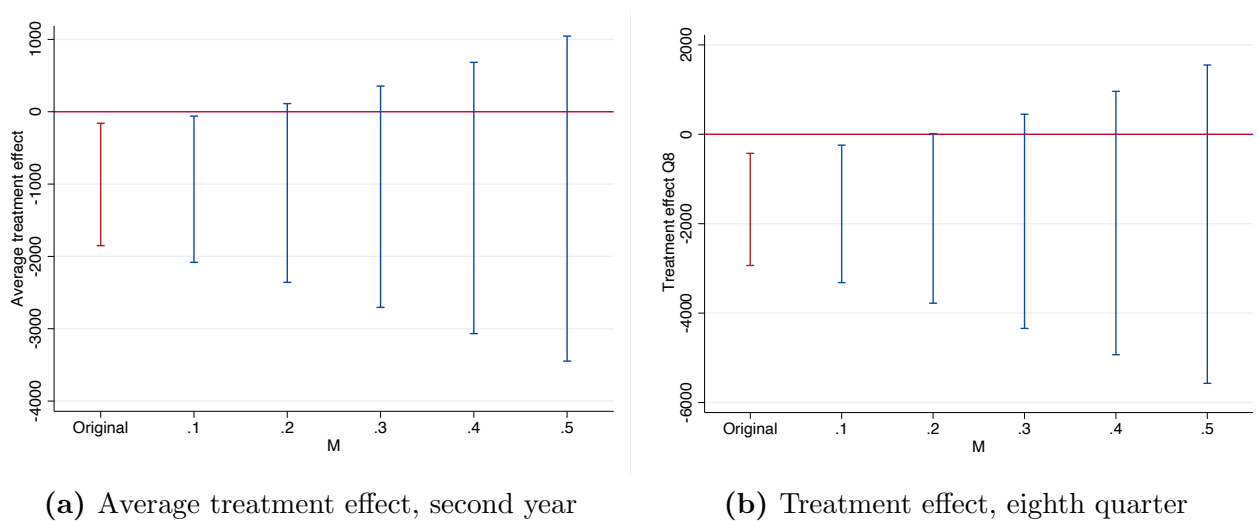 Average treatment effect
1000
0
-1000
-2000
-3000
-4000
Original .1 .2 .3 .4 .5
M
(a) Average treatment effect, second year
Treatment effect Q8
2000
0
-2000
-4000
-6000
Original .1 .2 .3 .4 .5
M
(b) Treatment effect, eighth quarter